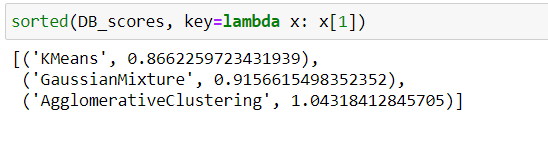 sorted(DB_scores, key=lambda x: x[1])
[('KMeans', 0.8662259723431939),
('GaussianMixture', 0.9156615498352352),
('AgglomerativeClustering', 1.04318412845705)]